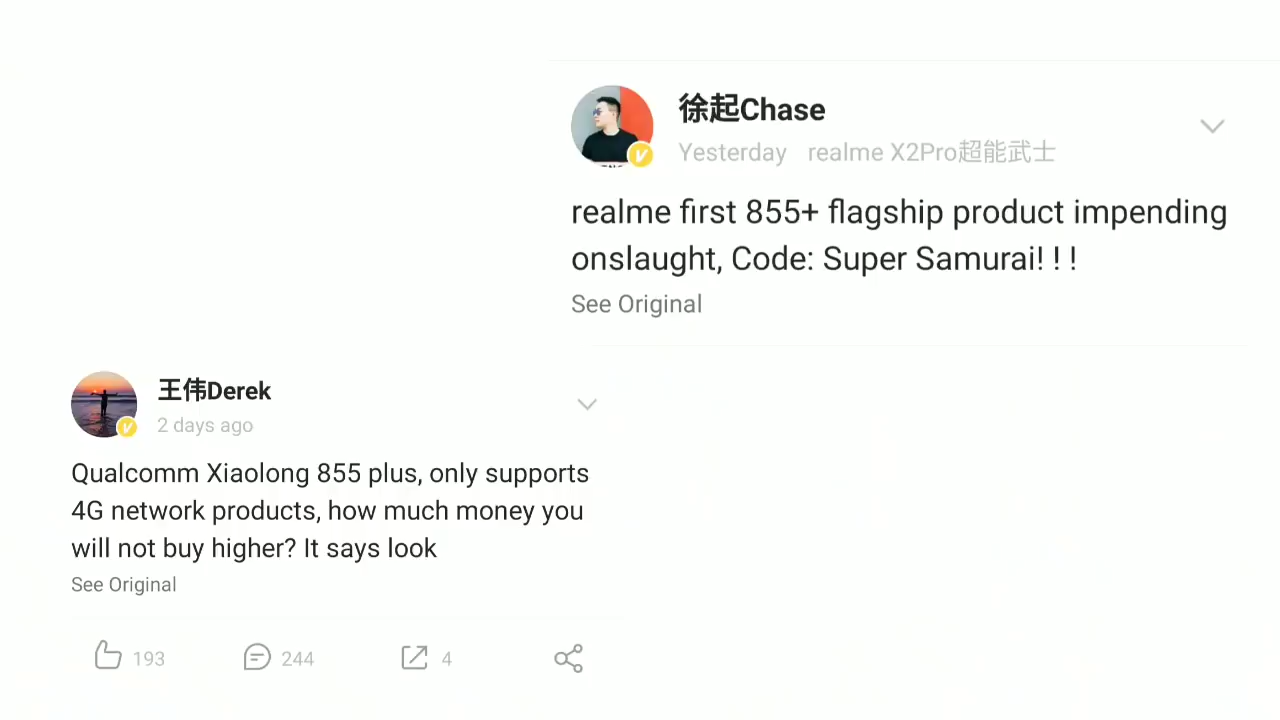 徐起Chase
Yesterday realme X2Pro超能武士
realme first 855+ flagship product impending
onslaught, Code: Super Samurai! ! !
See Original
王伟Derek
2 days ago
Qualcomm Xiaolong 855 plus, only supports
4G network products, how much money you
will not buy higher? It says look
See Original
193 244 4